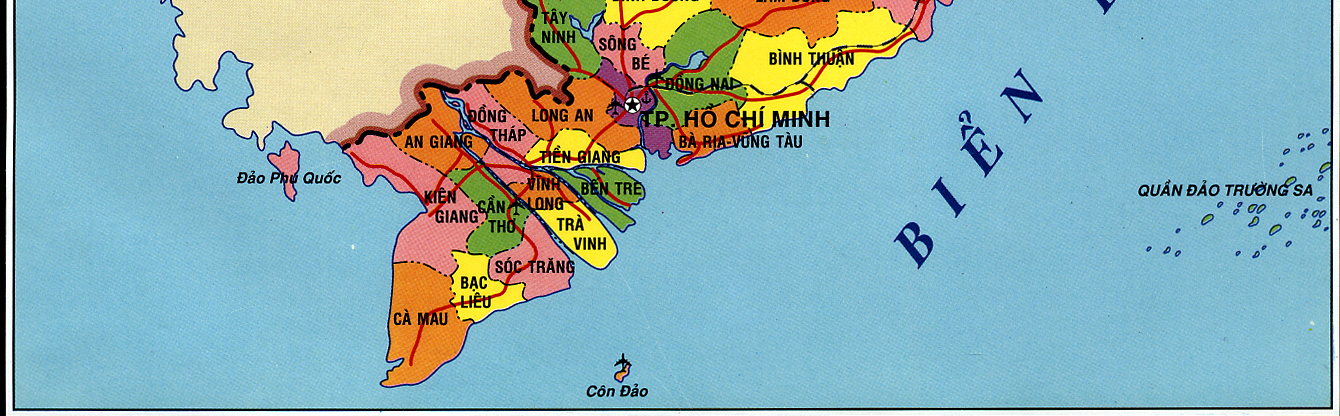 TÂY
NINH
SÔNG
BÉ
BÌNH THUẬN
ĐỒNG NAI
ĐỒNG
THÁP
LONG AN
TP. HỒ CHÍ MINH
AN GIANG
TIỀN GIANG
BÀ RỊA-VŨNG TÀU
Đảo Phú Quốc
KIÊN
GIANG
CẦN
THƠ
VĨNH
LONG
BẾN TRE
TRÀ
VINH
SÓC TRĂNG
BẠC
LIÊU
CÀ MAU
Côn Đảo
BIỂN
QUẦN ĐẢO TRƯỜNG SA